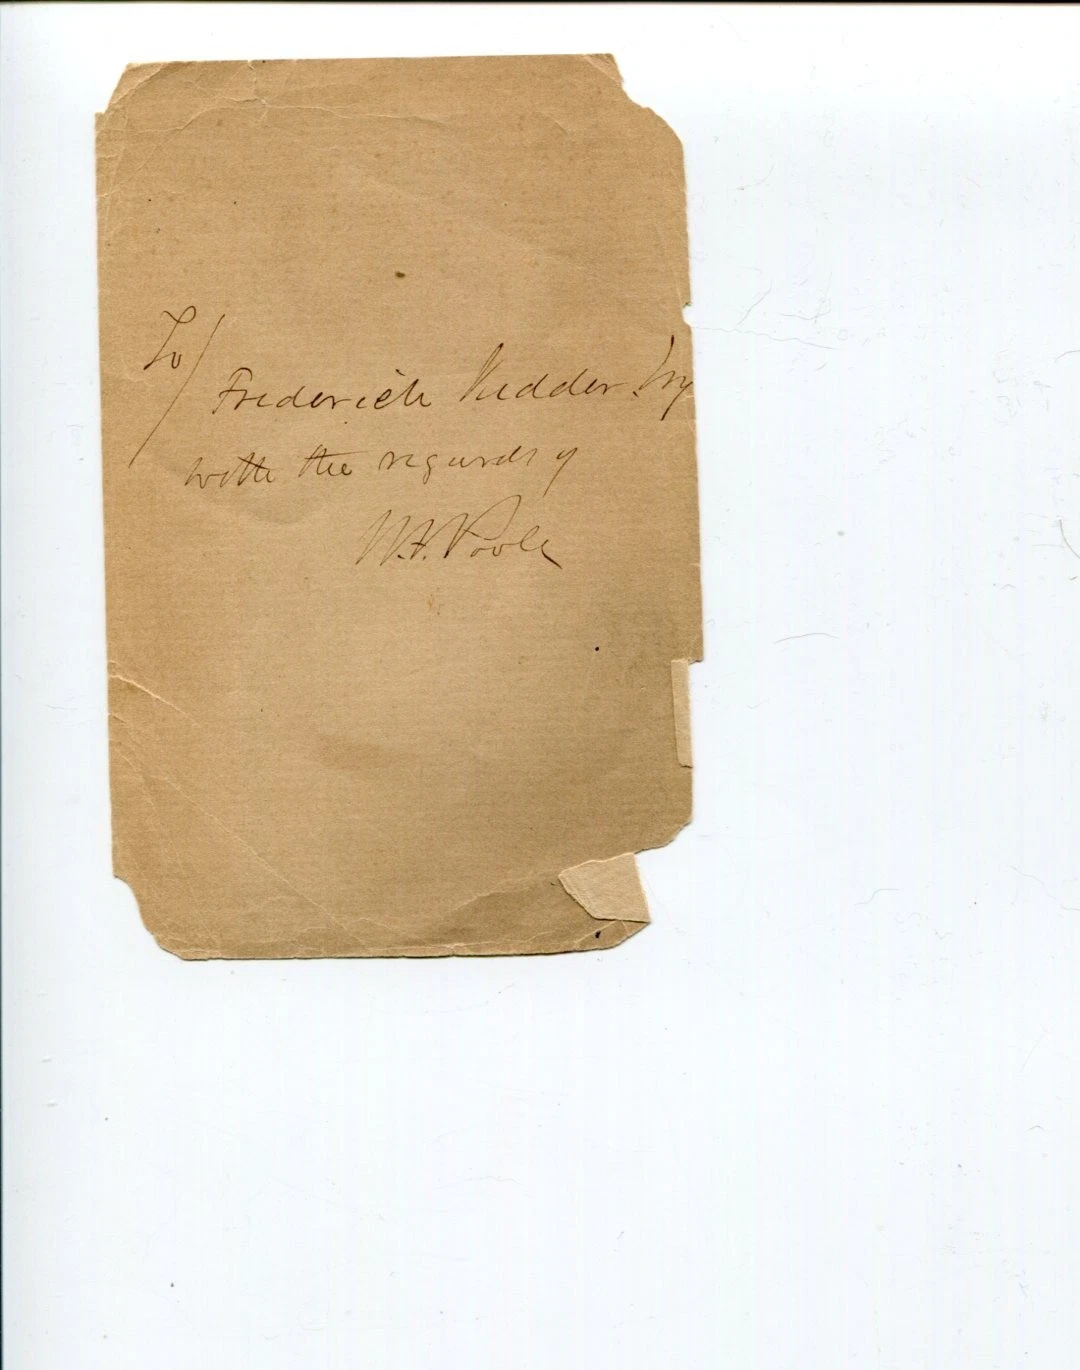 To/
Frederick Kidder Esq
with the regards of
W.F. Poole